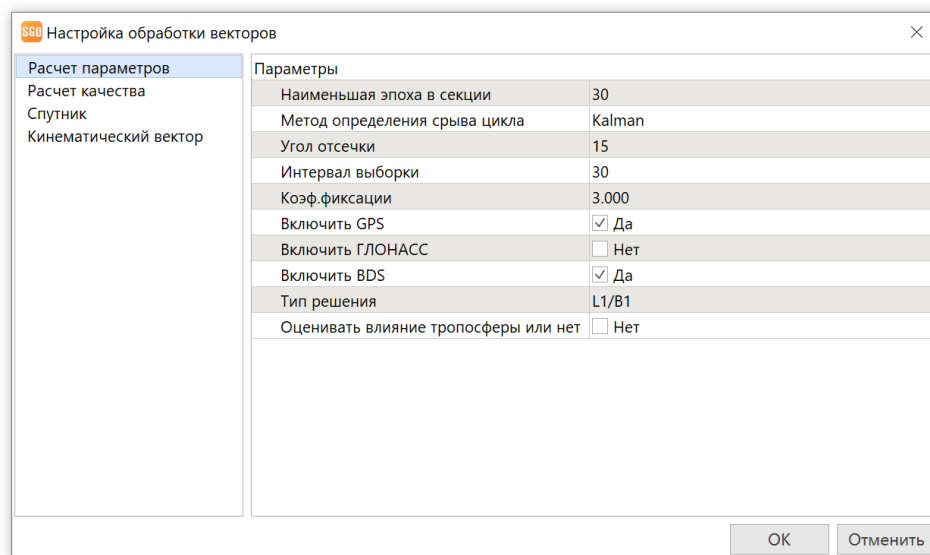 SGO Настройка обработки векторов
Расчет параметров
Расчет качества
Спутник
Кинематический вектор
Параметры
Наименьшая эпоха в секции 30
Метод определения срыва цикла Kalman
Угол отсечки 15
Интервал выборки 30
Коэф.фиксации 3.000
Включить GPS Да
Включить ГЛОНАСС Нет
Включить BDS Да
Тип решения L1/B1
Оценивать влияние тропосферы или нет Нет
OK Отменить